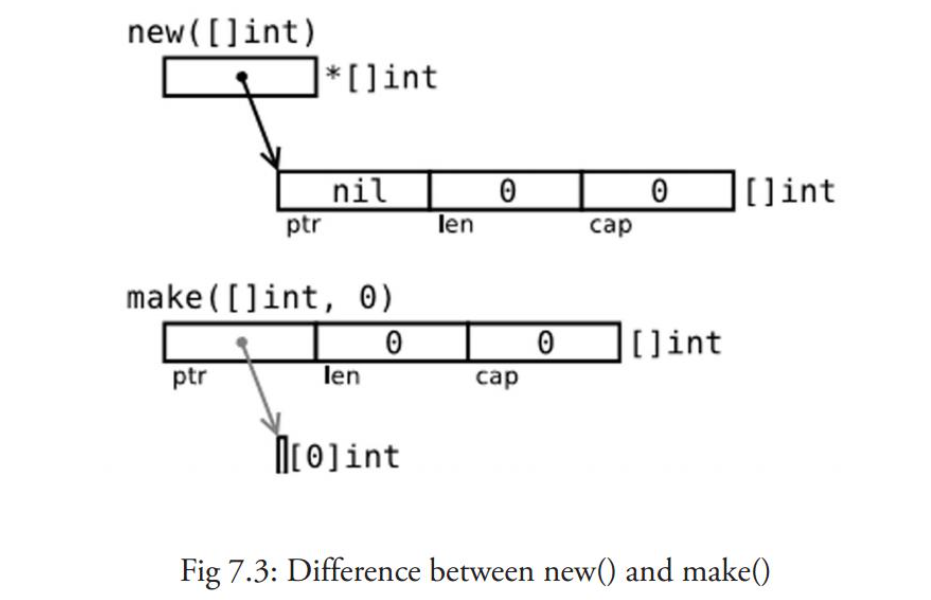 new([]int)
*[]int
nil 0 0 []int
ptr len cap
make([]int, 0)
0 0 []int
ptr len cap
[0]int
Fig 7.3: Difference between new() and make()